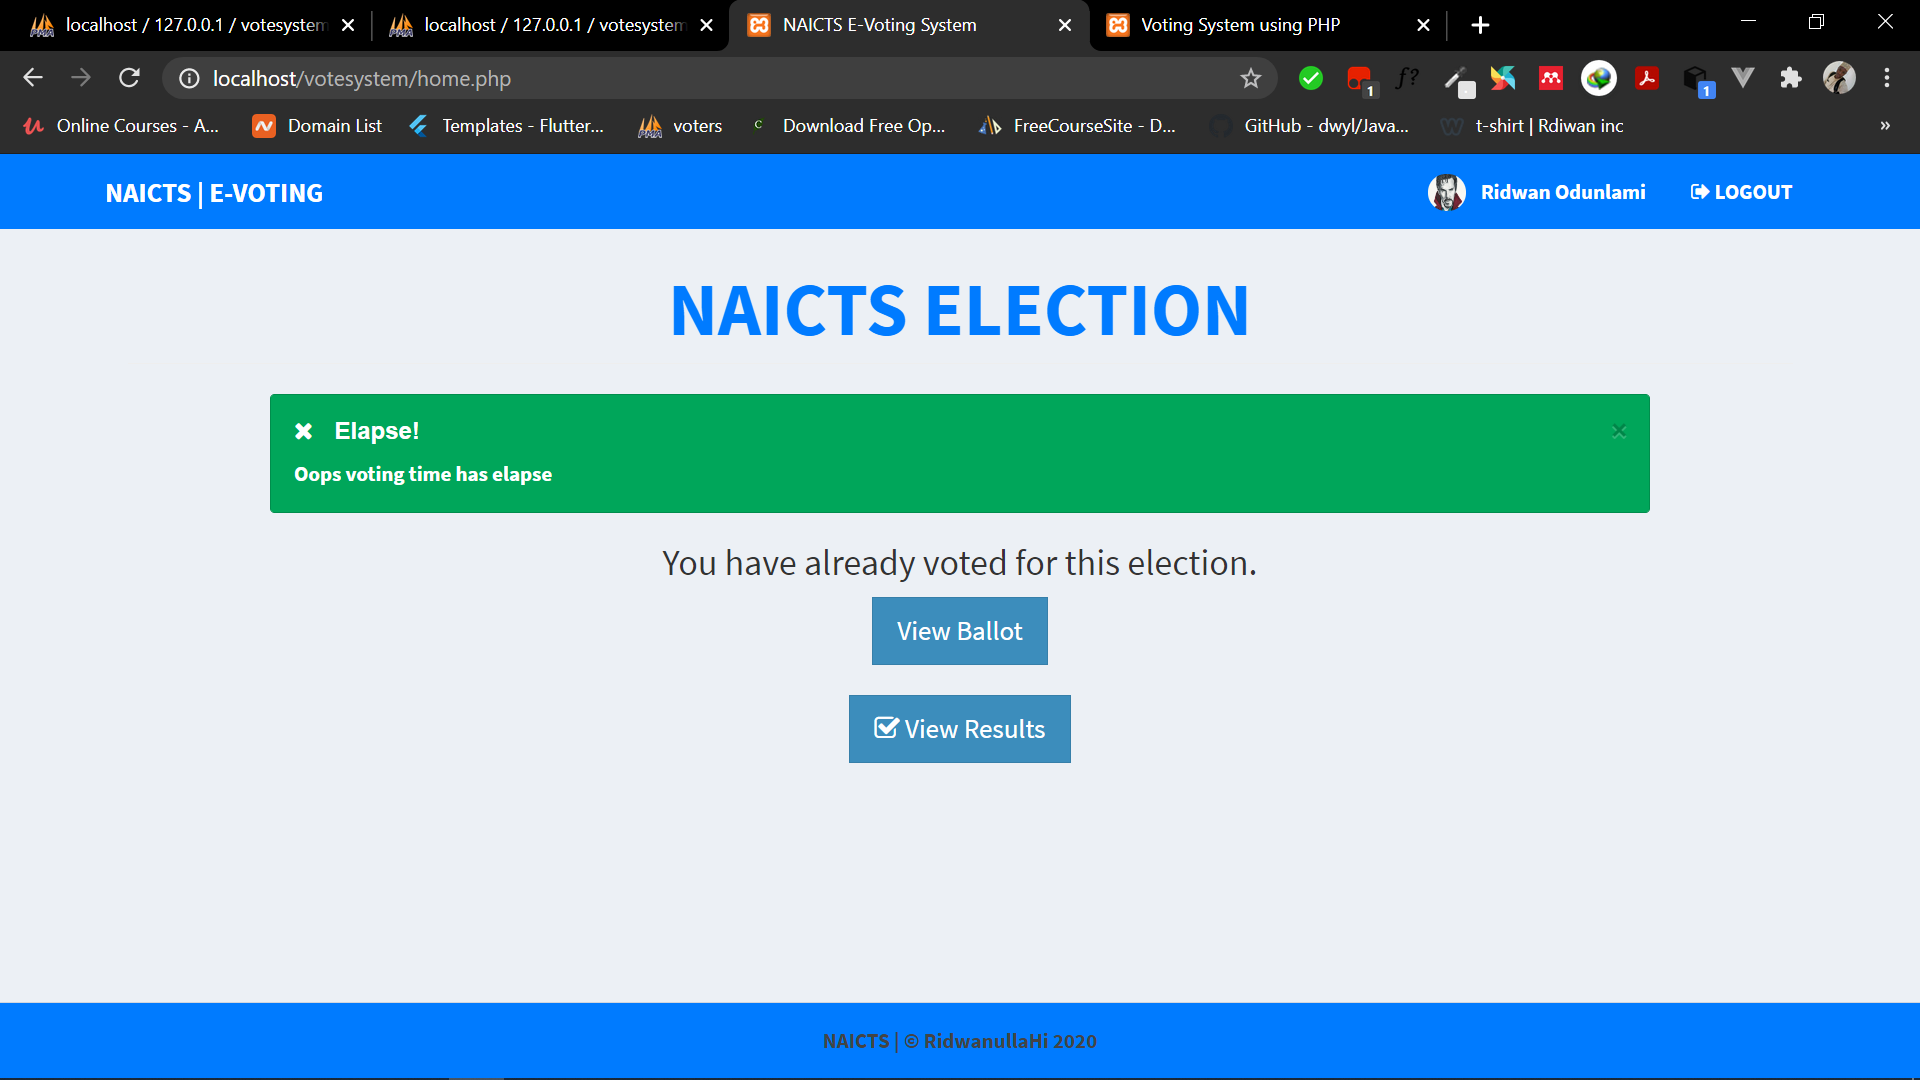 localhost / 127.0.0.1 / votesystem
localhost / 127.0.0.1 / votesystem
NAICTS E-Voting System
Voting System using PHP
localhost/votesystem/home.php
1
f?
1
Online Courses - A...
Domain List
Templates - Flutter...
voters
Download Free Op...
FreeCourseSite - D...
GitHub - dwyl/Java...
t-shirt | Rdiwan inc
»
NAICTS | E-VOTING
Ridwan Odunlami
LOGOUT
NAICTS ELECTION
Elapse!
×
Oops voting time has elapse
You have already voted for this election.
View Ballot
View Results
NAICTS | © RidwanullaHi 2020